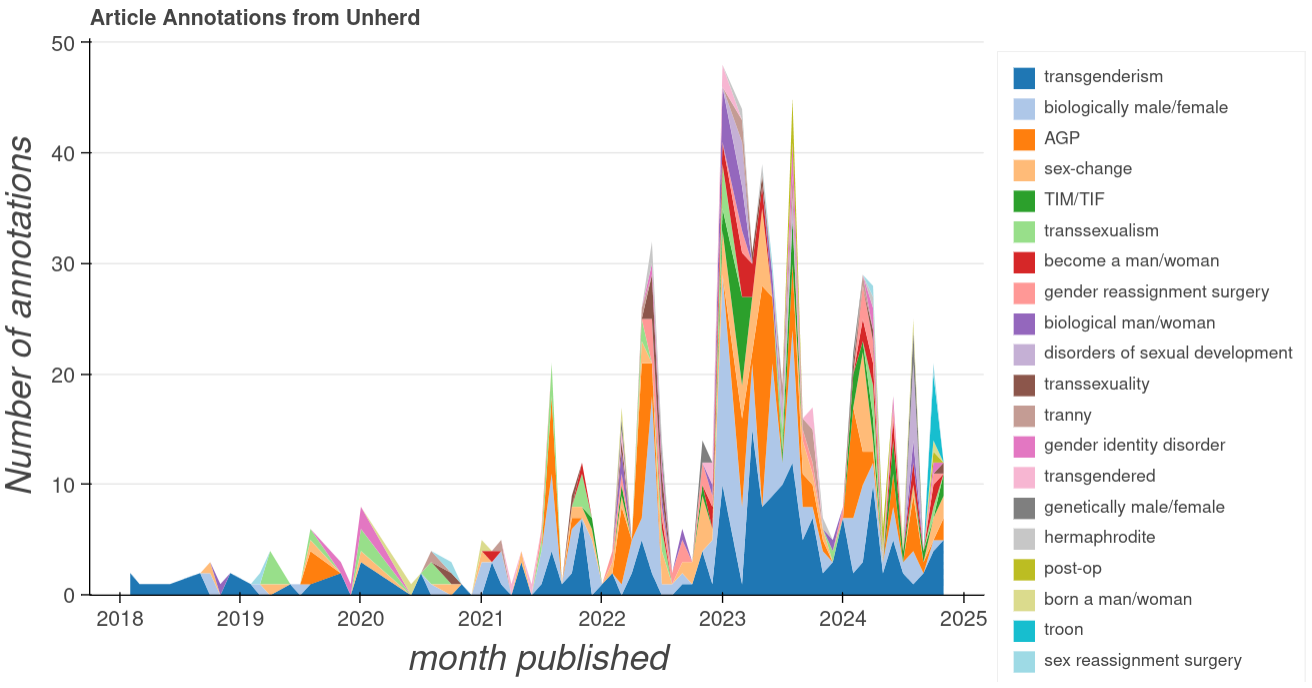 Article Annotations from Unherd
Number of annotations
50
40
30
20
10
0
2018 2019 2020 2021 2022 2023 2024 2025
month published
transgenderism
biologically male/female
AGP
sex-change
TIM/TIF
transsexualism
become a man/woman
gender reassignment surgery
biological man/woman
disorders of sexual development
transsexuality
tranny
gender identity disorder
transgendered
genetically male/female
hermaphrodite
post-op
born a man/woman
troon
sex reassignment surgery